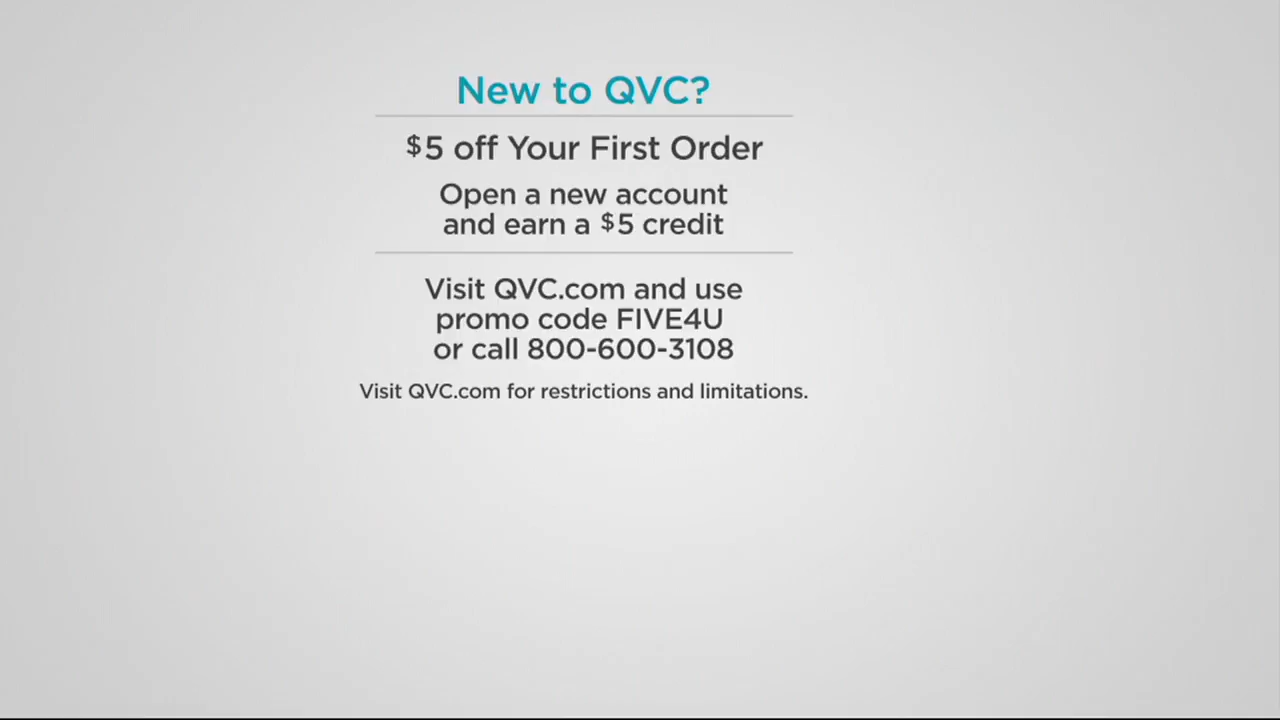 New to QVC?
$5 off Your First Order
Open a new account
and earn a $5 credit
Visit QVC.com and use
promo code FIVE4U
or call 800-600-3108
Visit QVC.com for restrictions and limitations.